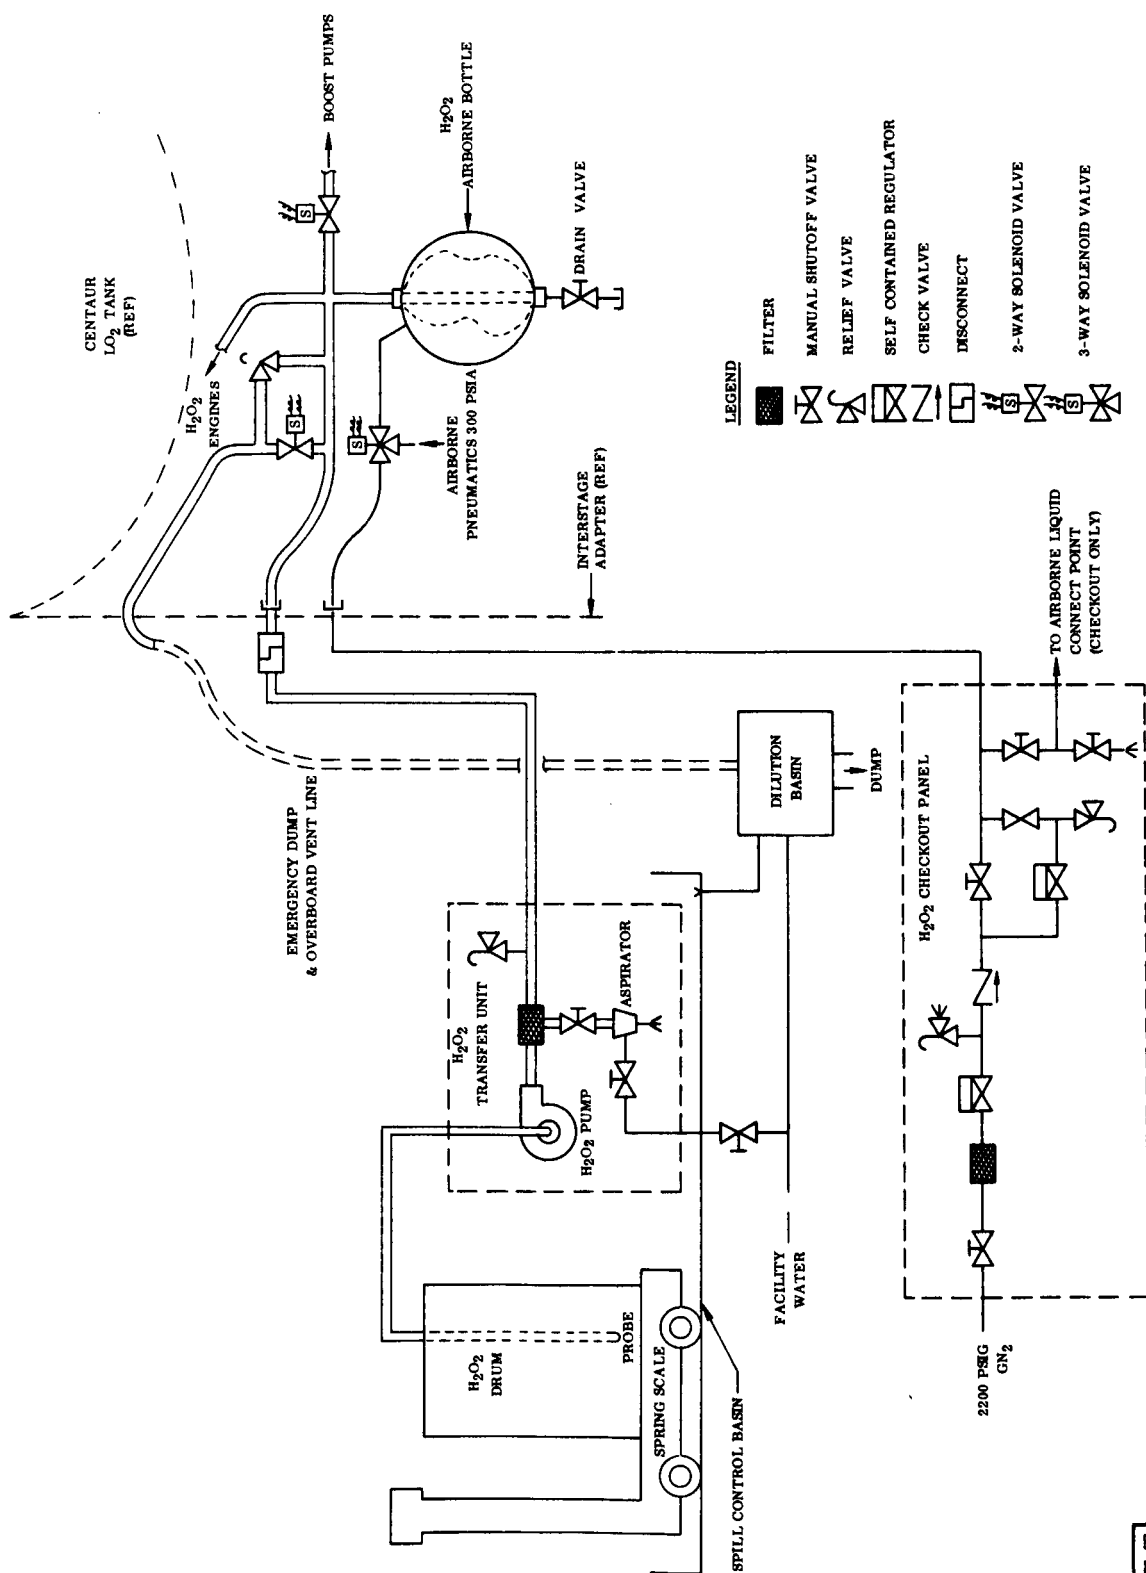 CENTAUR
LO2 TANK
(REF)
BOOST PUMPS
H2O2
ENGINES
H2O2
AIRBORNE BOTTLE
S
S
S
DRAIN VALVE
AIRBORNE
PNEUMATICS 300 PSIA
INTERSTAGE
ADAPTER (REF)
EMERGENCY DUMP
& OVERBOARD VENT LINE
LEGEND
FILTER
MANUAL SHUTOFF VALVE
RELIEF VALVE
SELF CONTAINED REGULATOR
CHECK VALVE
DISCONNECT
S
2-WAY SOLENOID VALVE
S
3-WAY SOLENOID VALVE
H2O2
TRANSFER UNIT
ASPIRATOR
H2O2 PUMP
DILUTION
BASIN
DUMP
H2O2
DRUM
PROBE
SPRING SCALE
SPILL CONTROL BASIN
FACILITY
WATER
H2O2 CHECKOUT PANEL
TO AIRBORNE LIQUID
CONNECT POINT
(CHECKOUT ONLY)
2200 PSIG
GN2